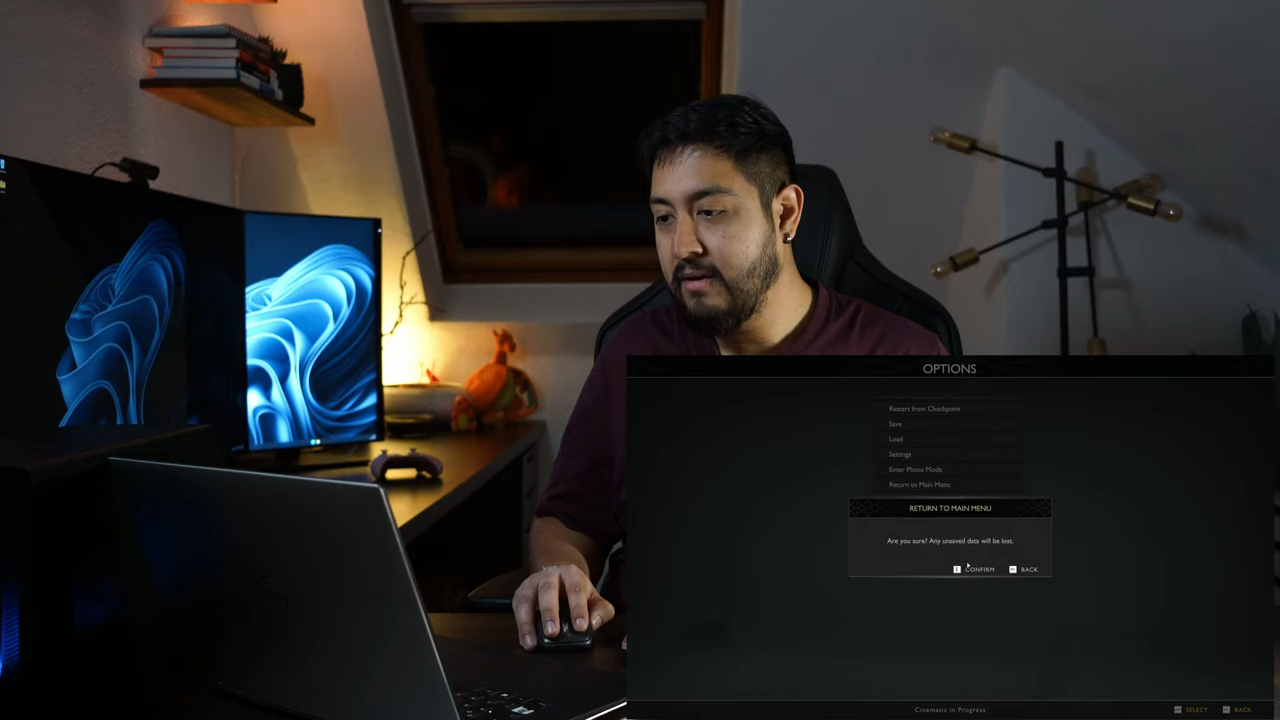 OPTIONS
Restart from Checkpoint
Save
Load
Settings
Enter Photo Mode
Return to Main Menu
RETURN TO MAIN MENU
Are you sure? Any unsaved data will be lost.
CONFIRM BACK
Cinematic in Progress
SELECT BACK